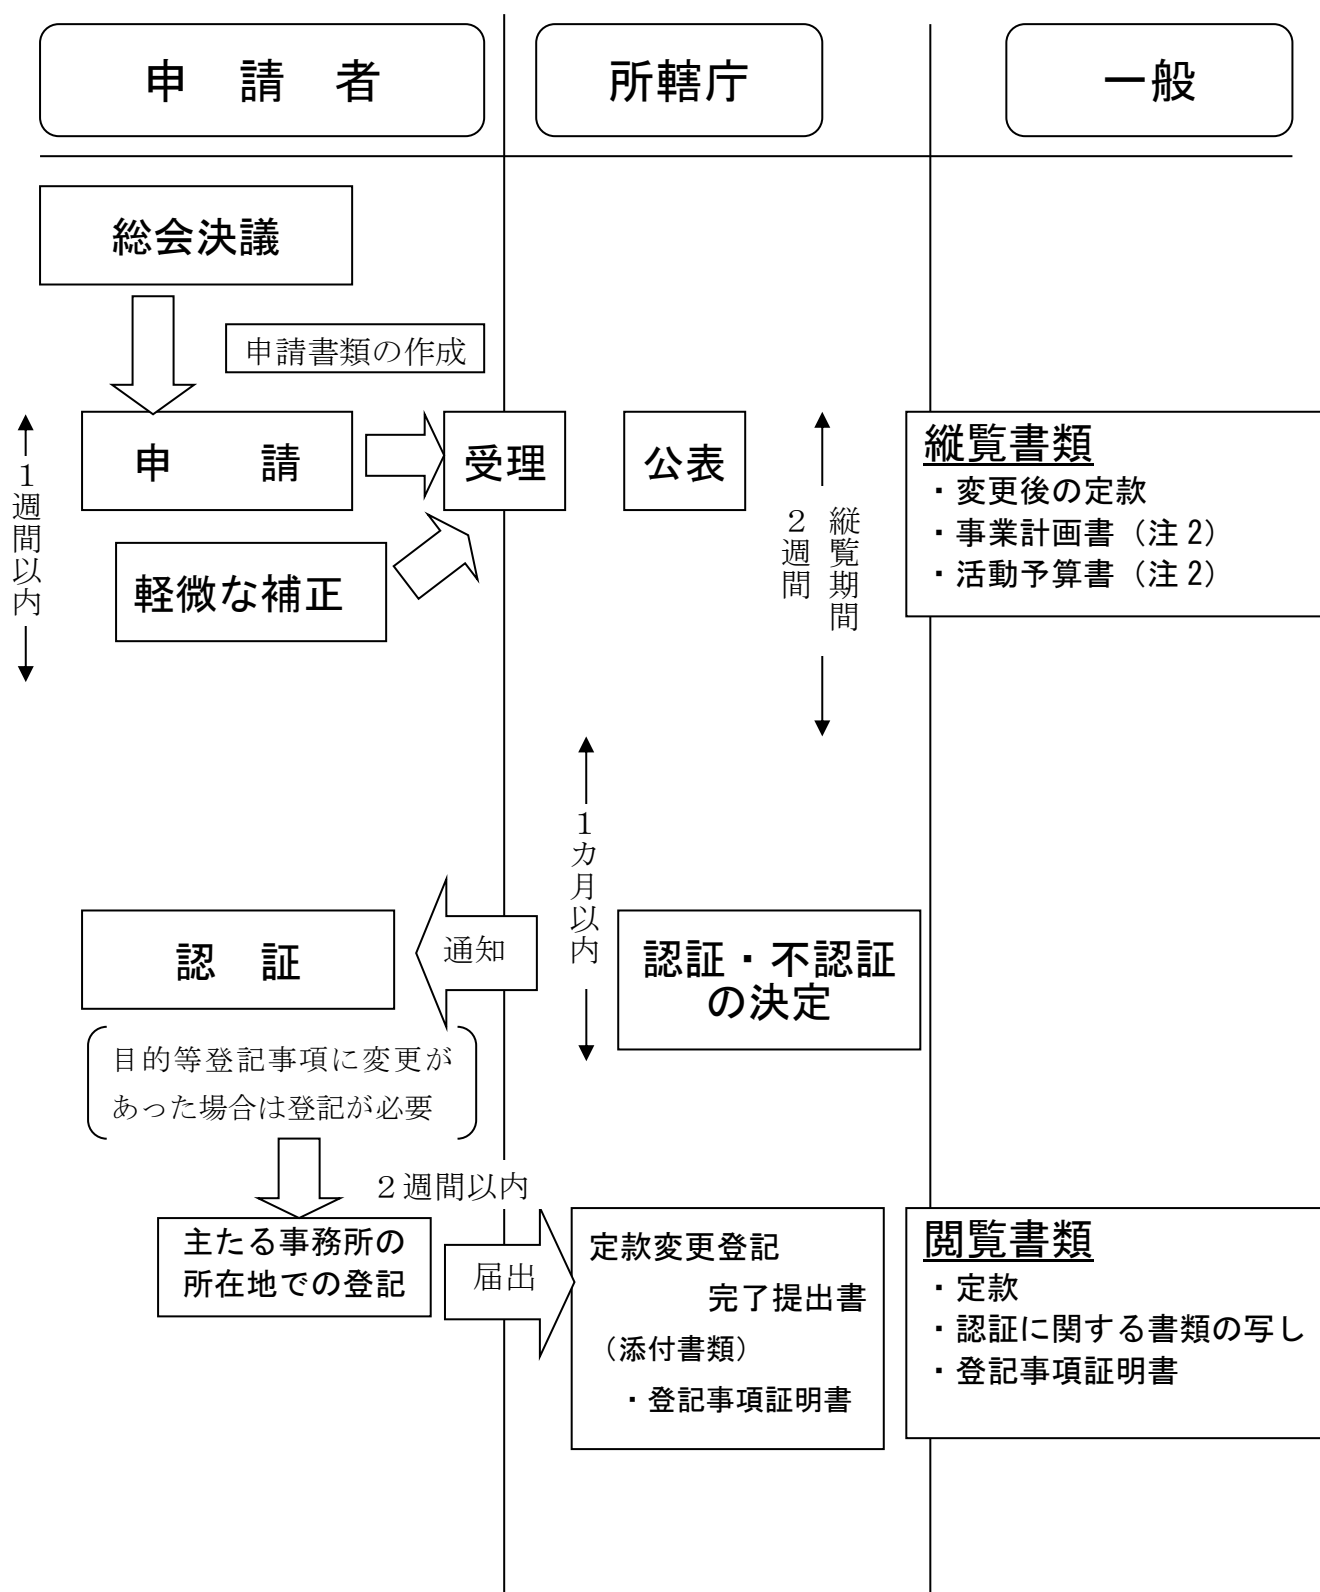 申 請 者
所轄庁
一般
総会決議
申請書類の作成
1週間以内
申 請
受理
公表
縦覧期間
2週間
縦覧書類
・変更後の定款
・事業計画書（注2）
・活動予算書（注2）
軽微な補正
1カ月以内
認 証
通知
認証・不認証
の決定
目的等登記事項に変更が
あった場合は登記が必要
2週間以内
主たる事務所の
所在地での登記
届出
定款変更登記
完了提出書
（添付書類）
・登記事項証明書
閲覧書類
・定款
・認証に関する書類の写し
・登記事項証明書